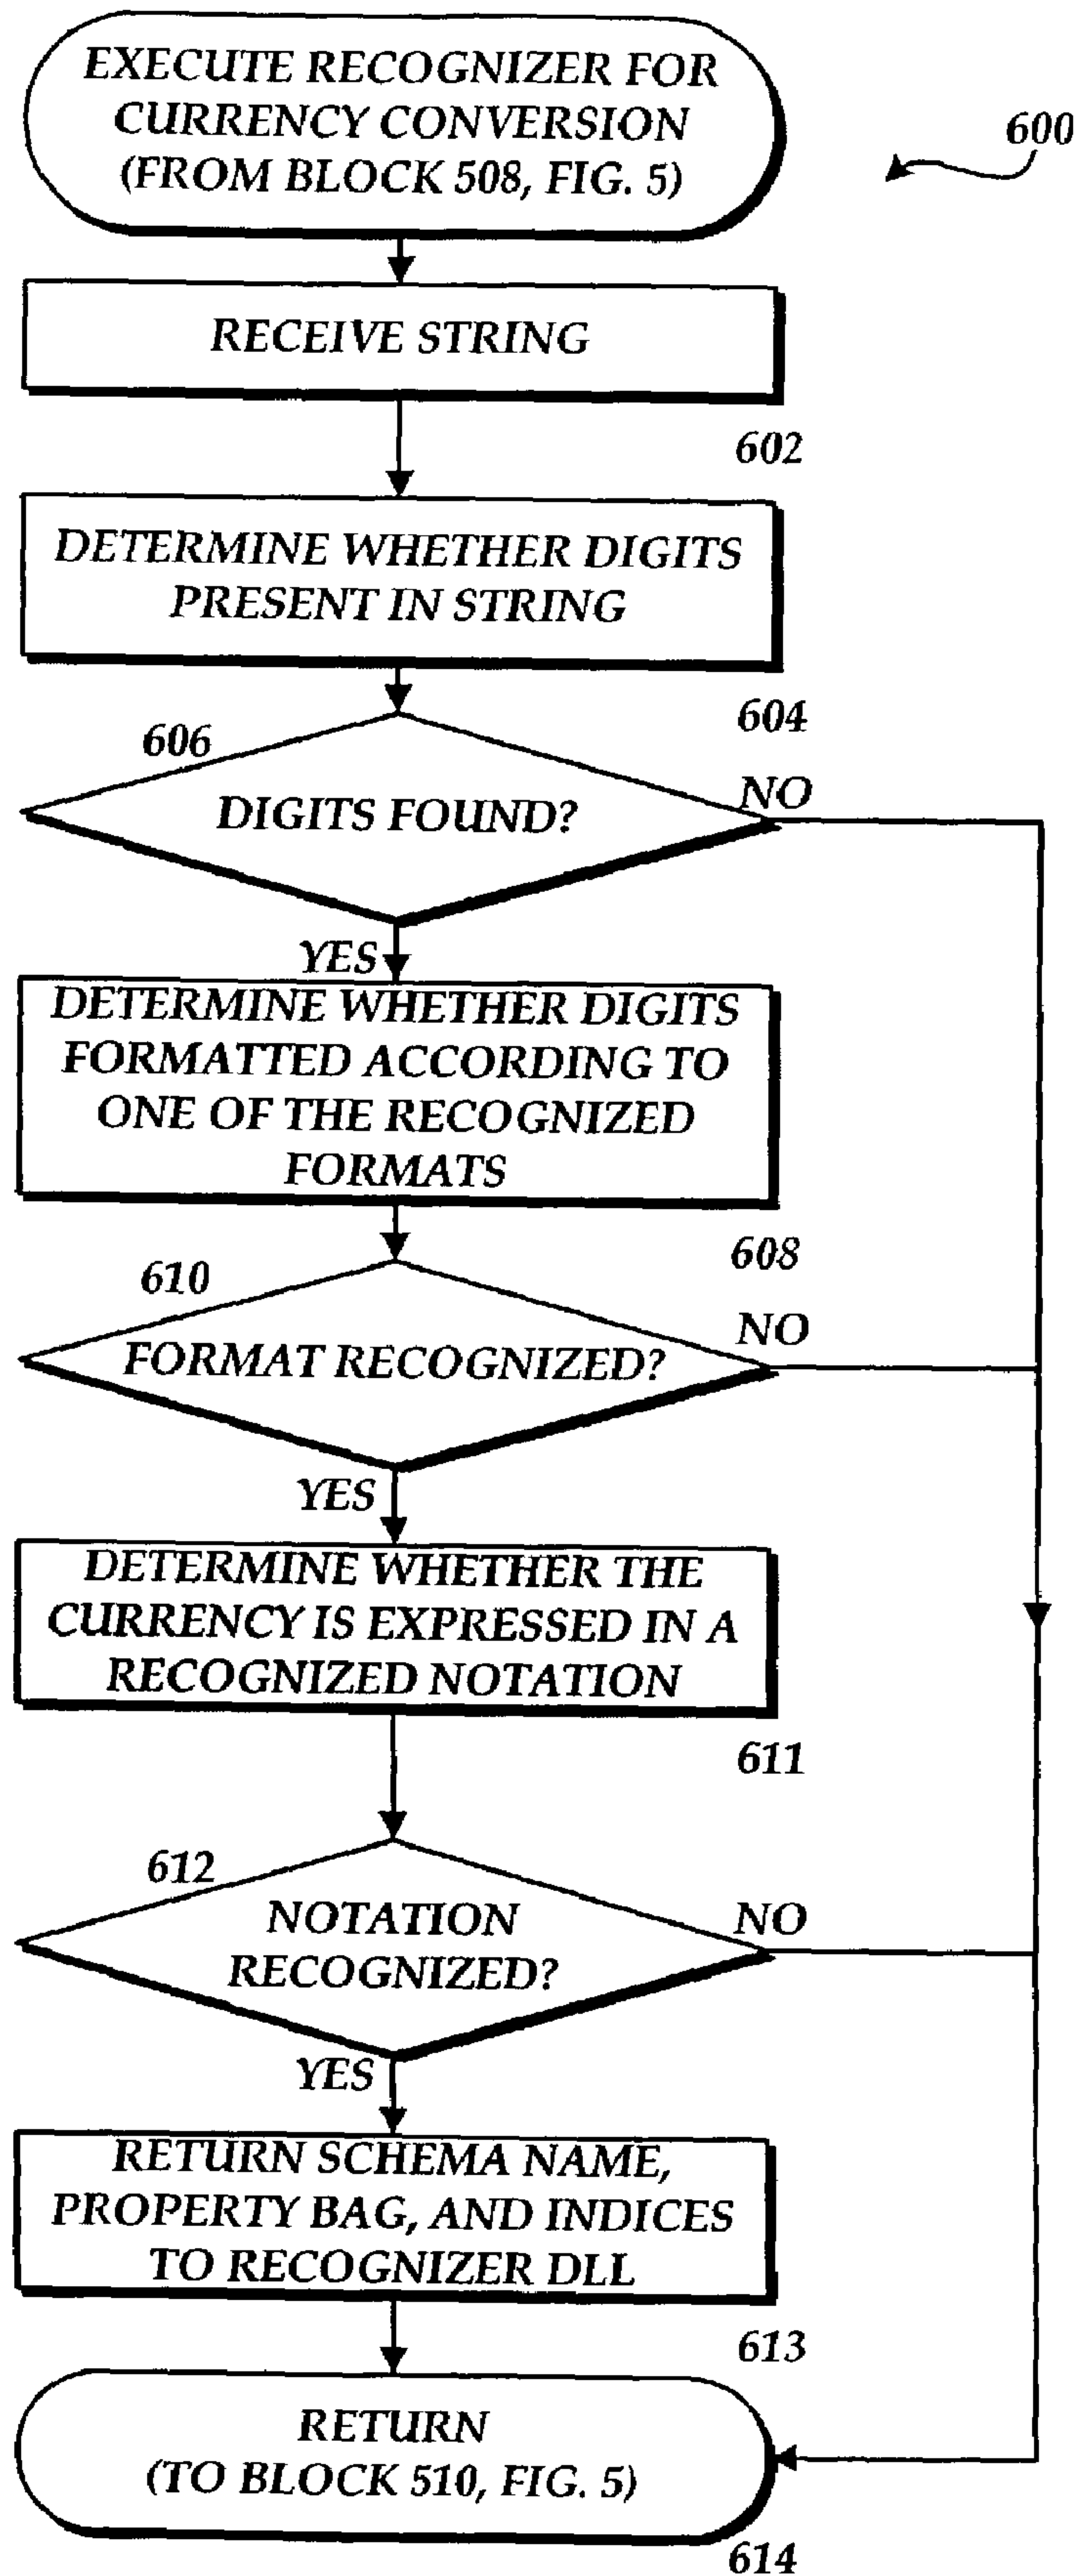 EXECUTE RECOGNIZER FOR
CURRENCY CONVERSION
(FROM BLOCK 508, FIG. 5)
600
RECEIVE STRING
602
DETERMINE WHETHER DIGITS
PRESENT IN STRING
604
606
DIGITS FOUND?
NO
YES
DETERMINE WHETHER DIGITS
FORMATTED ACCORDING TO
ONE OF THE RECOGNIZED
FORMATS
608
610
FORMAT RECOGNIZED?
NO
YES
DETERMINE WHETHER THE
CURRENCY IS EXPRESSED IN A
RECOGNIZED NOTATION
611
612
NOTATION
RECOGNIZED?
NO
YES
RETURN SCHEMA NAME,
PROPERTY BAG, AND INDICES
TO RECOGNIZER DLL
613
RETURN
(TO BLOCK 510, FIG. 5)
614